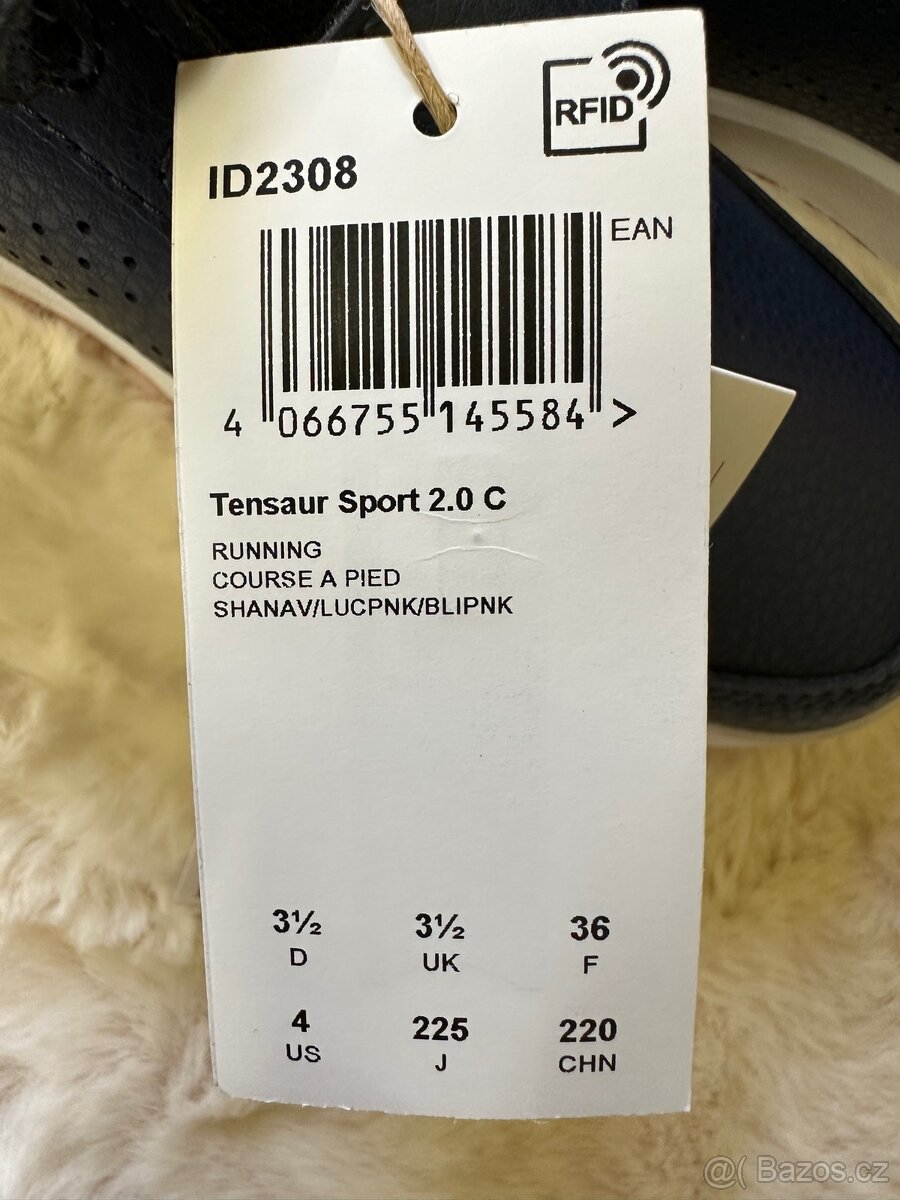 RFID
ID2308
EAN
4 066755 145584 >
Tensaur Sport 2.0 C
RUNNING
COURSE A PIED
SHANAV/LUCPNK/BLIPNK
3½ 3½ 36
D UK F
4 225 220
US J CHN
@( Bazos.cz